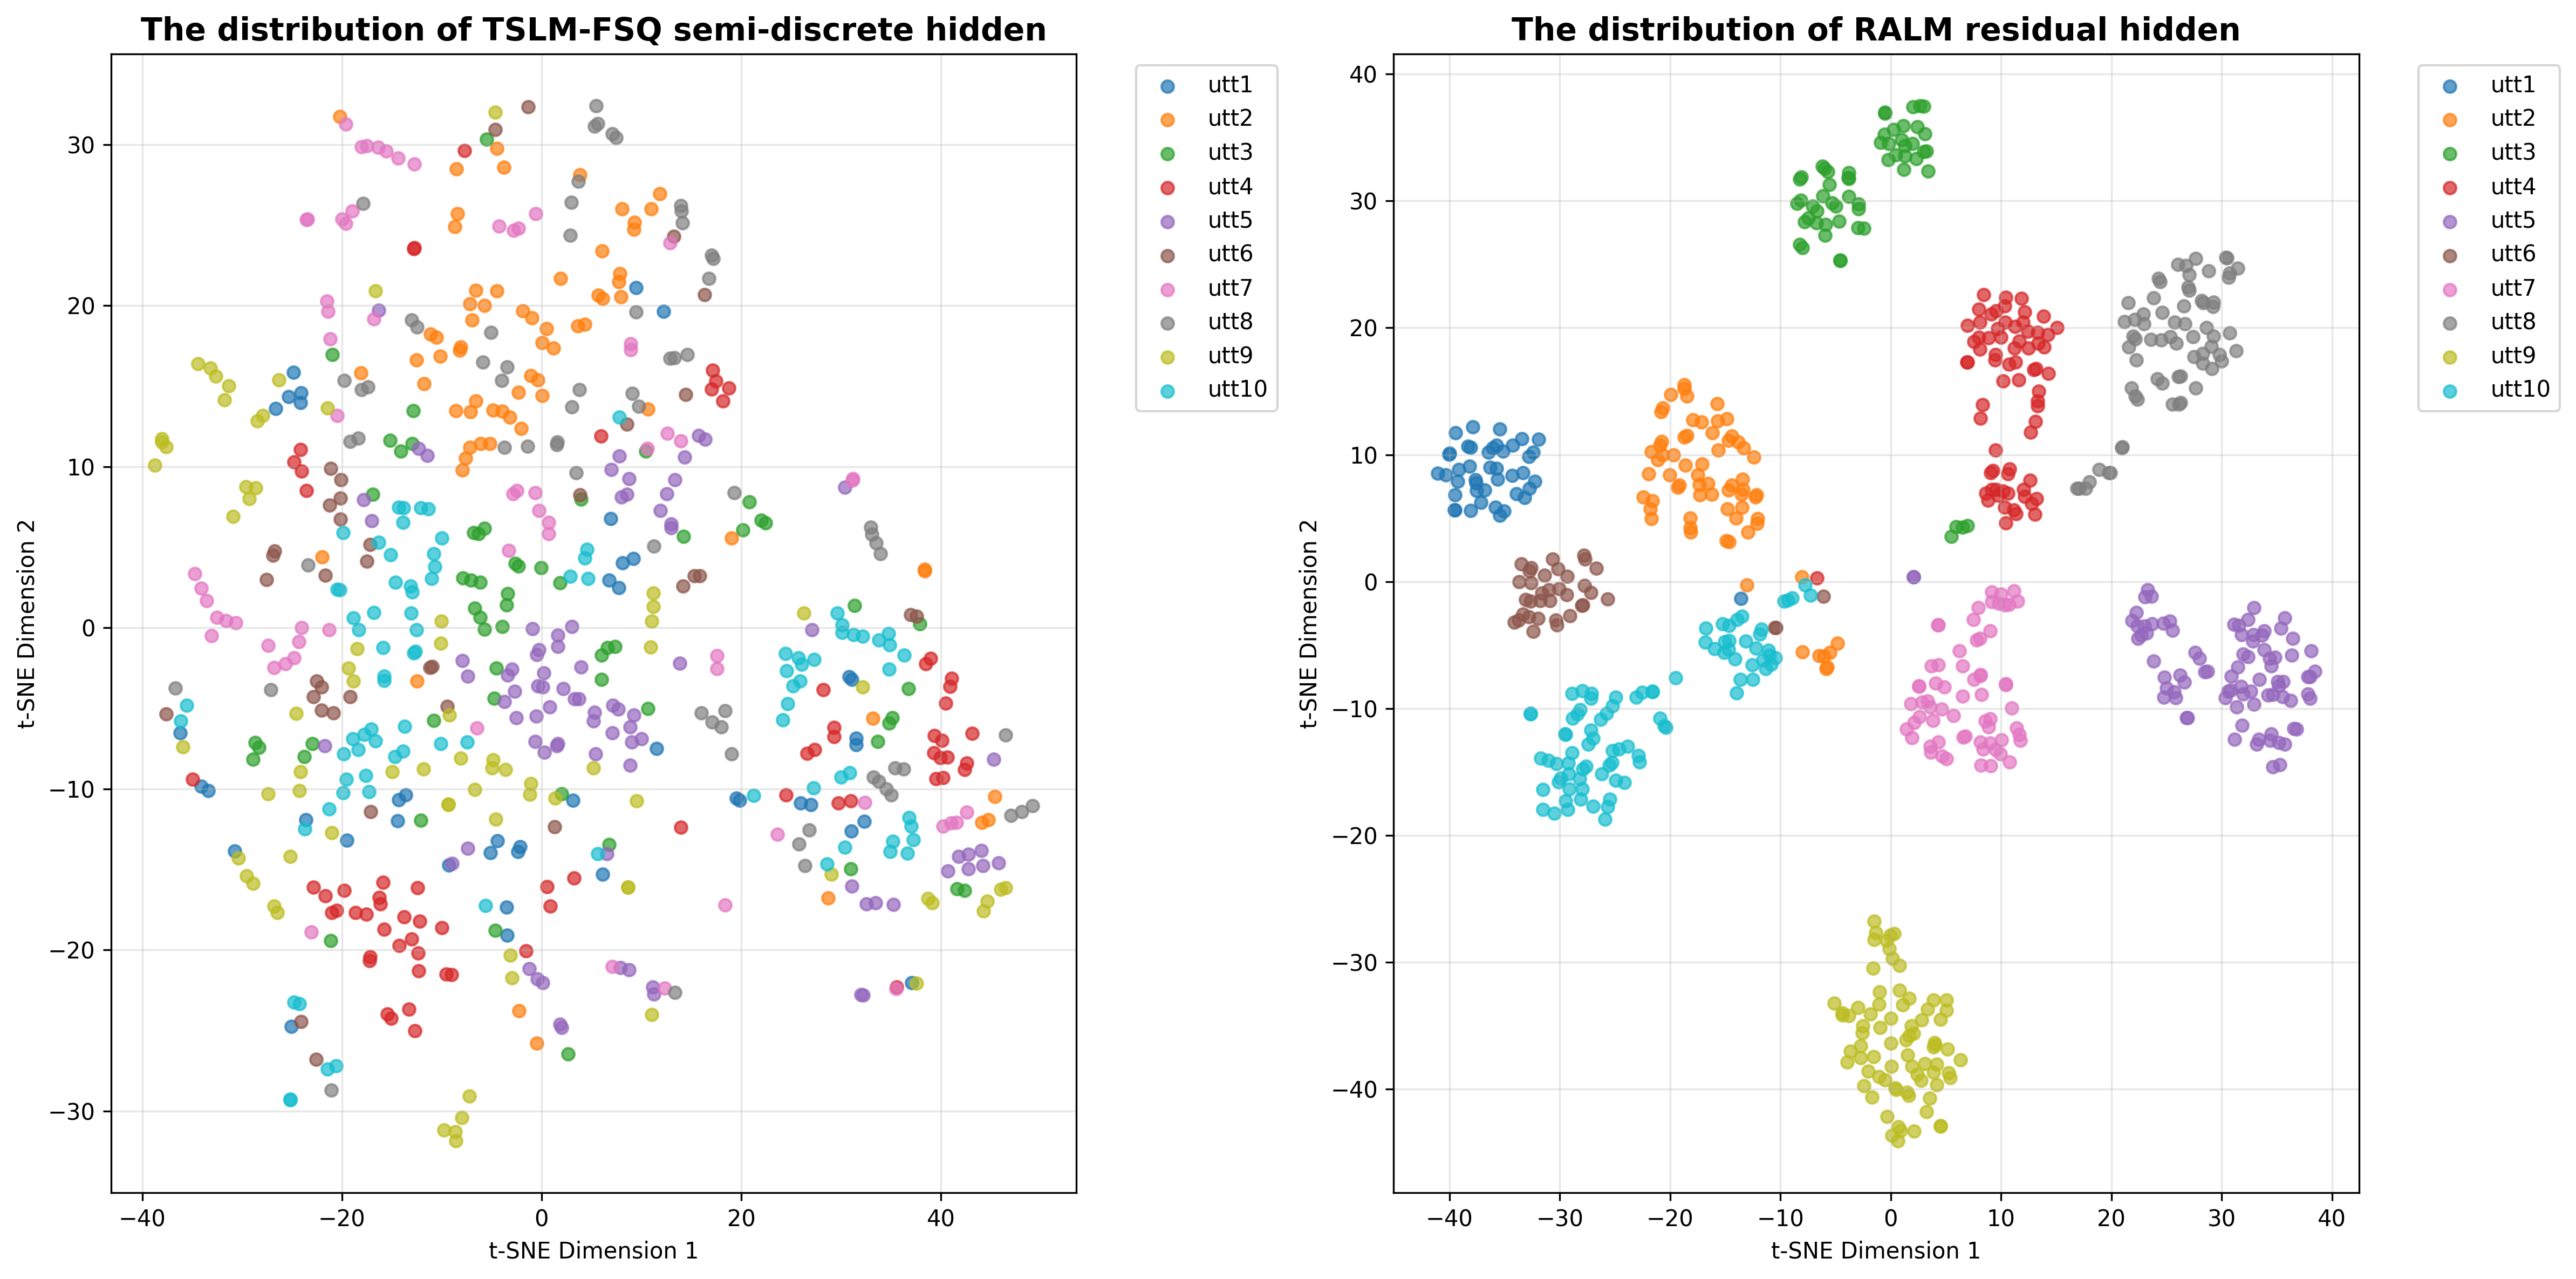 The distribution of TSLM-FSQ semi-discrete hidden
30
20
10
0
−10
−20
−30
t-SNE Dimension 2
−40
−20
0
20
40
t-SNE Dimension 1
utt1
utt2
utt3
utt4
utt5
utt6
utt7
utt8
utt9
utt10
The distribution of RALM residual hidden
40
30
20
10
0
−10
−20
−30
−40
t-SNE Dimension 2
−40
−30
−20
−10
0
10
20
30
40
t-SNE Dimension 1
utt1
utt2
utt3
utt4
utt5
utt6
utt7
utt8
utt9
utt10